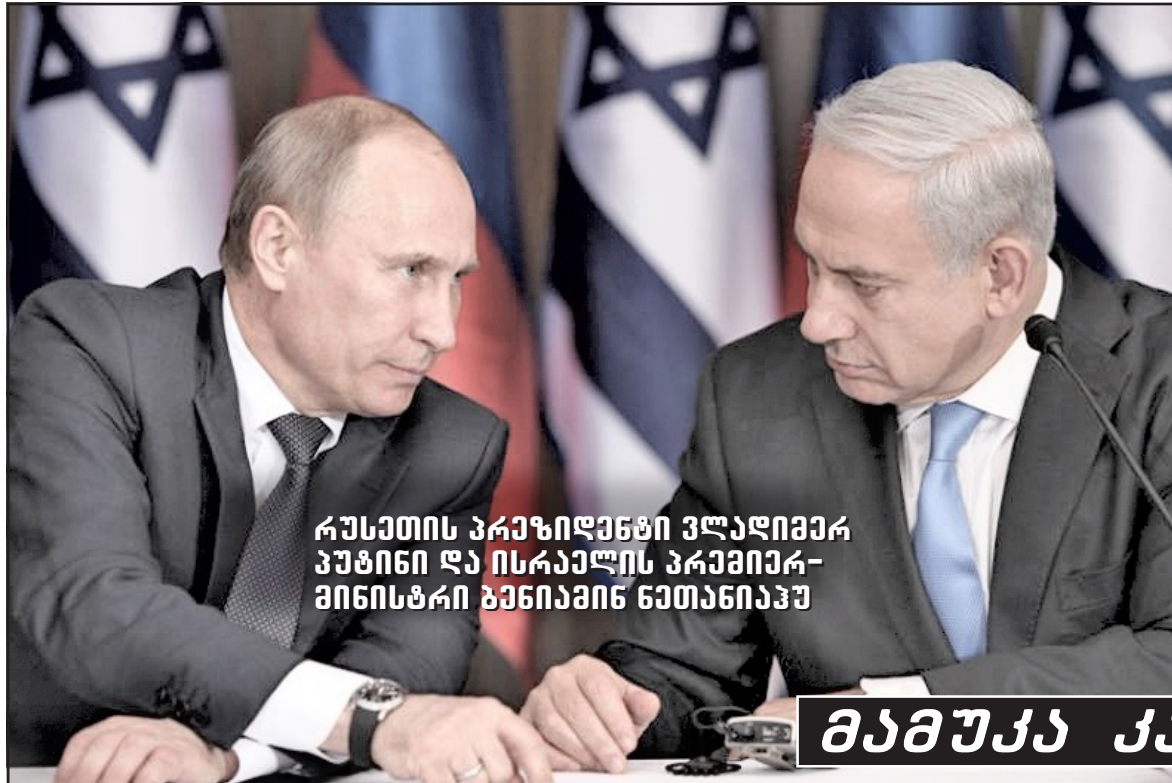 რუსეთის პრეზიდენტი ვლადიმერ
პუტინი და ისრაელის პრემიერ-
მინისტრი ბენიამინ ნეთანიაჰუ
მამუკა